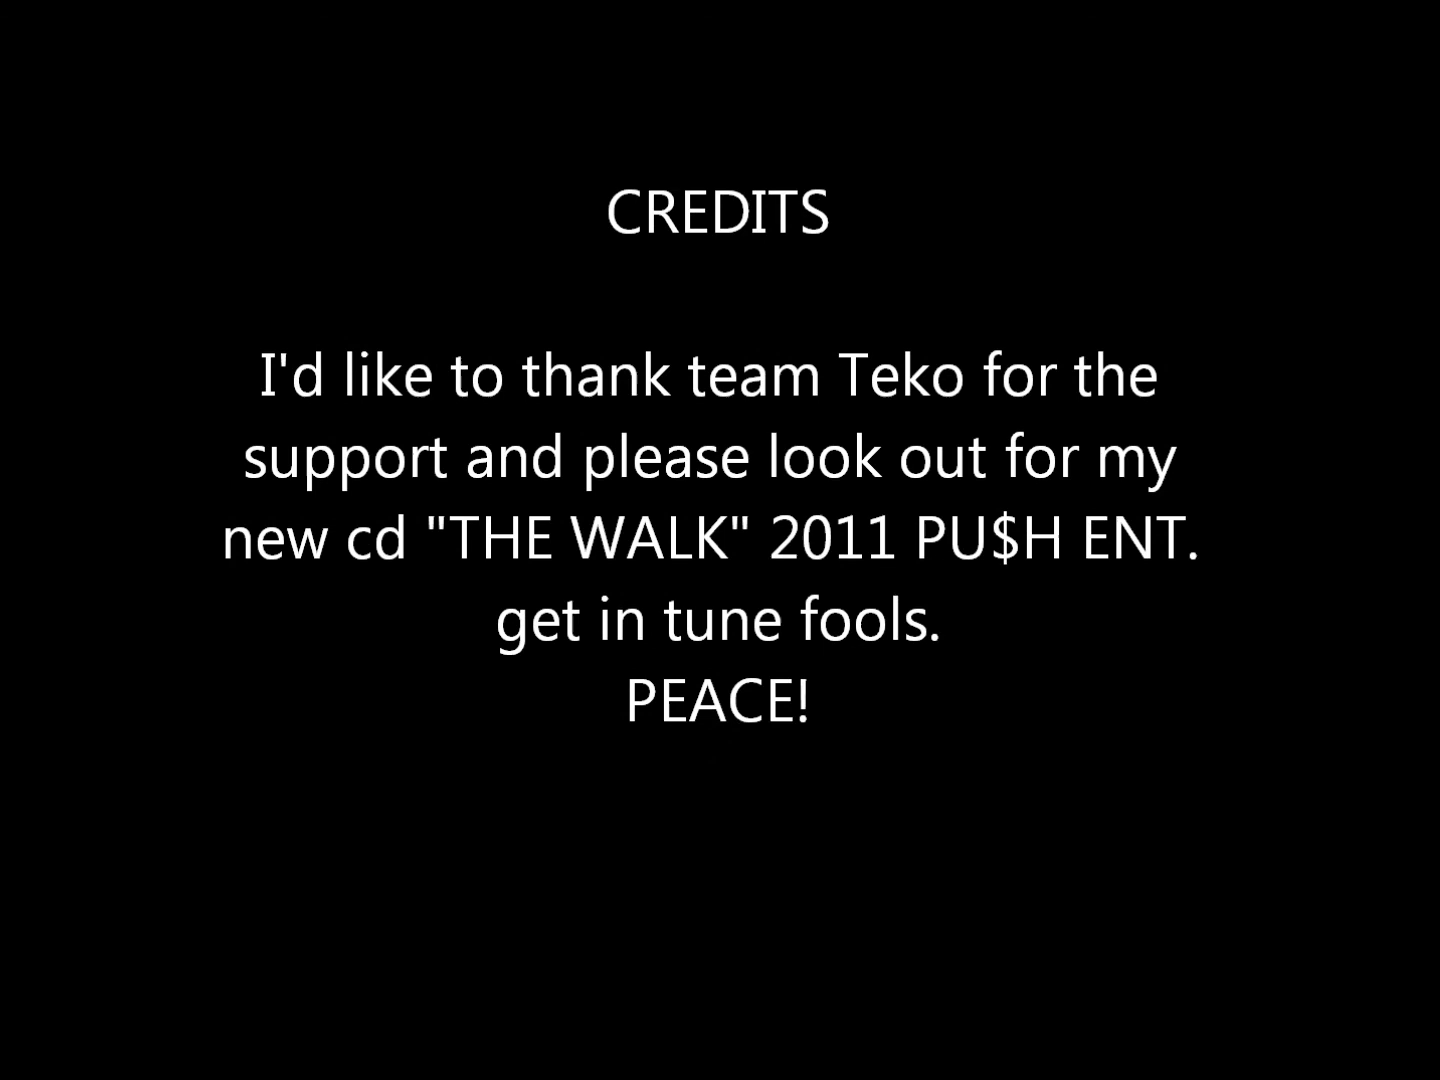 CREDITS
I'd like to thank team Teko for the
support and please look out for my
new cd "THE WALK" 2011 PU$H ENT.
get in tune fools.
PEACE!